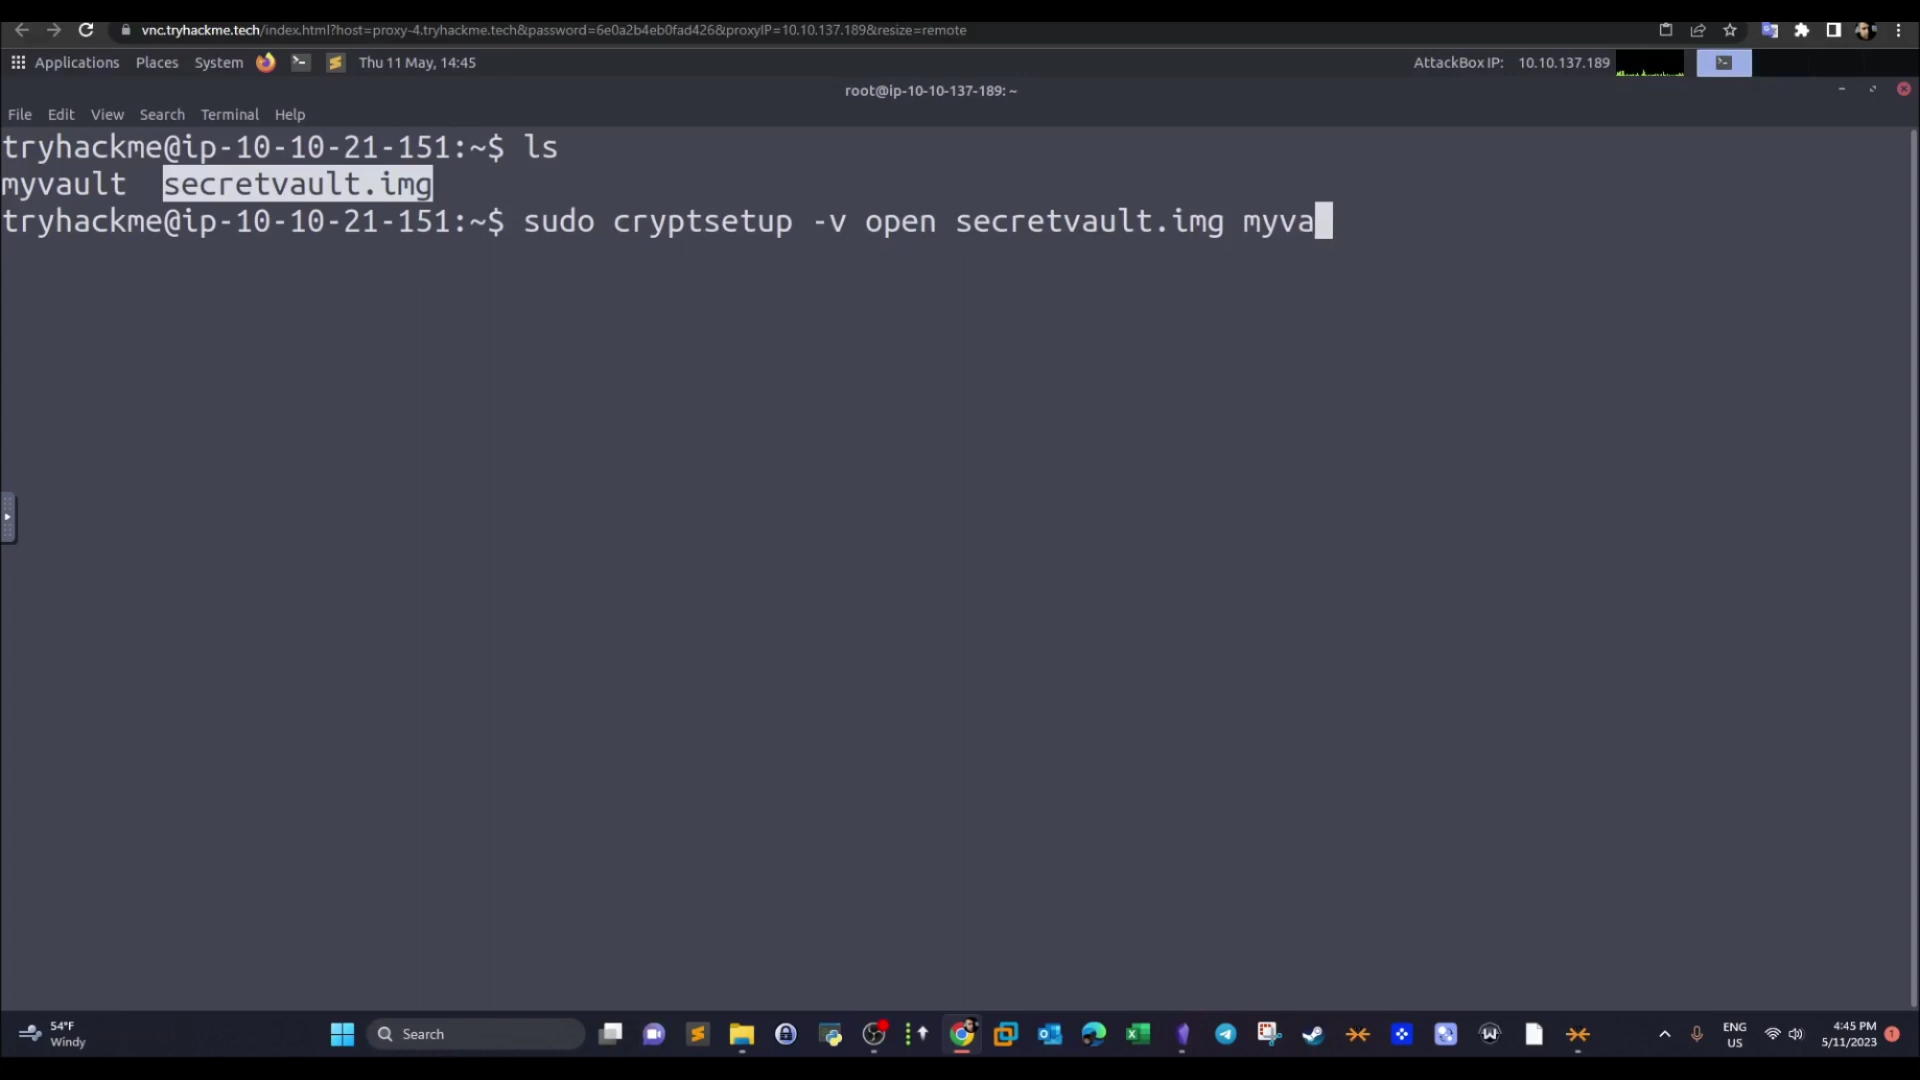 vnc.tryhackme.tech/index.html?host=proxy-4.tryhackme.tech&password=6e0a2b4eb0fad426&proxyIP=10.10.137.189&resize=remote
Applications Places System Thu 11 May, 14:45 AttackBox IP: 10.10.137.189
root@ip-10-10-137-189: ~
File Edit View Search Terminal Help
tryhackme@ip-10-10-21-151:~$ ls
myvault secretvault.img
tryhackme@ip-10-10-21-151:~$ sudo cryptsetup -v open secretvault.img myva
54°F
Windy
Search
ENG
US
4:45 PM
5/11/2023
1